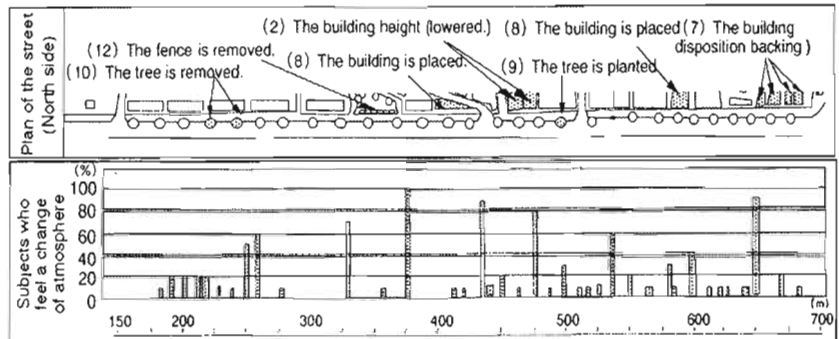 Plan of the street
(North side)
(2) The building height (lowered.)
(8) The building is placed
(7) The building
disposition backing)
(12) The fence is removed.
(8) The building is placed.
(10) The tree is removed.
(9) The tree is planted
Subjects who
feel a change
of atmosphere
(%)
100
80
60
40
20
0
150 200 300 400 500 600 700
(m)